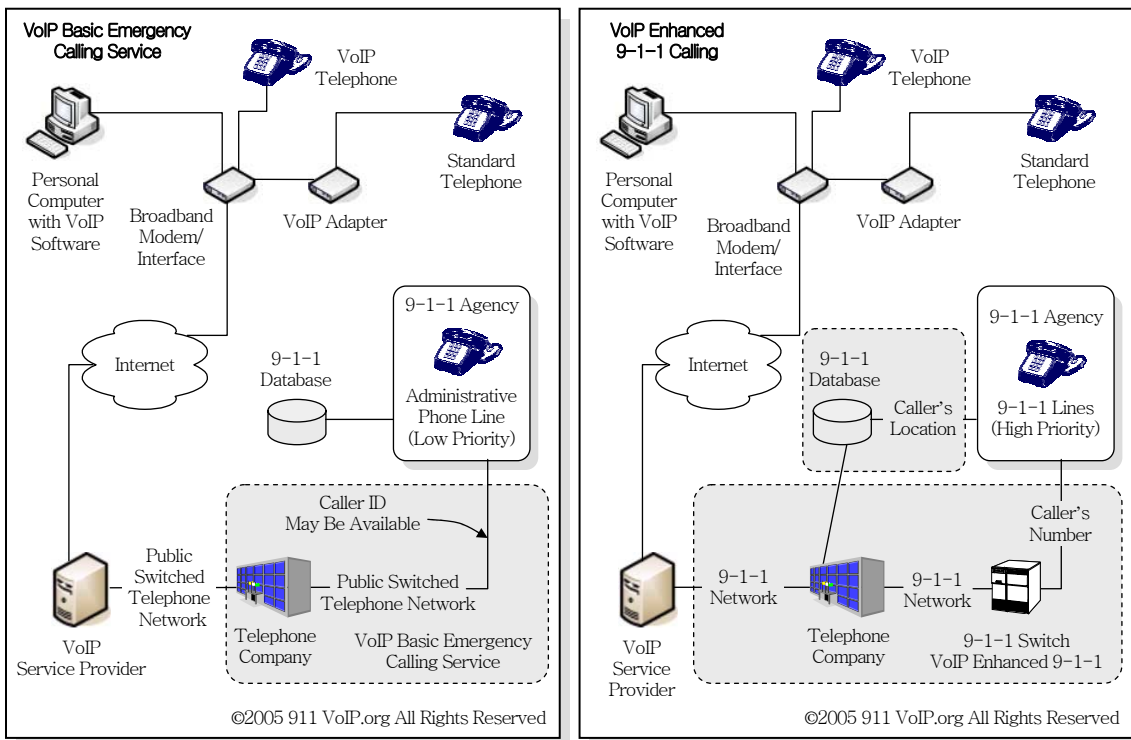 VoIP Basic Emergency
Calling Service
VoIP
Telephone
Personal
Computer
with VoIP
Software
Standard
Telephone
Broadband
Modem/
Interface
VoIP Adapter
9-1-1 Agency
Internet
9-1-1
Database
Administrative
Phone Line
(Low Priority)
Caller ID
May Be Available
Public
Switched
Telephone
Network
Public Switched
Telephone Network
VoIP
Service Provider
Telephone
Company
VoIP Basic Emergency
Calling Service
©2005 911 VoIP.org All Rights Reserved
VoIP Enhanced
9-1-1 Calling
VoIP
Telephone
Personal
Computer
with VoIP
Software
Standard
Telephone
Broadband
Modem/
Interface
VoIP Adapter
9-1-1 Agency
Internet
9-1-1
Database
Caller's
Location
9-1-1 Lines
(High Priority)
Caller's
Number
9-1-1
Network
9-1-1
Network
VoIP
Service
Provider
Telephone
Company
9-1-1 Switch
VoIP Enhanced 9-1-1
©2005 911 VoIP.org All Rights Reserved